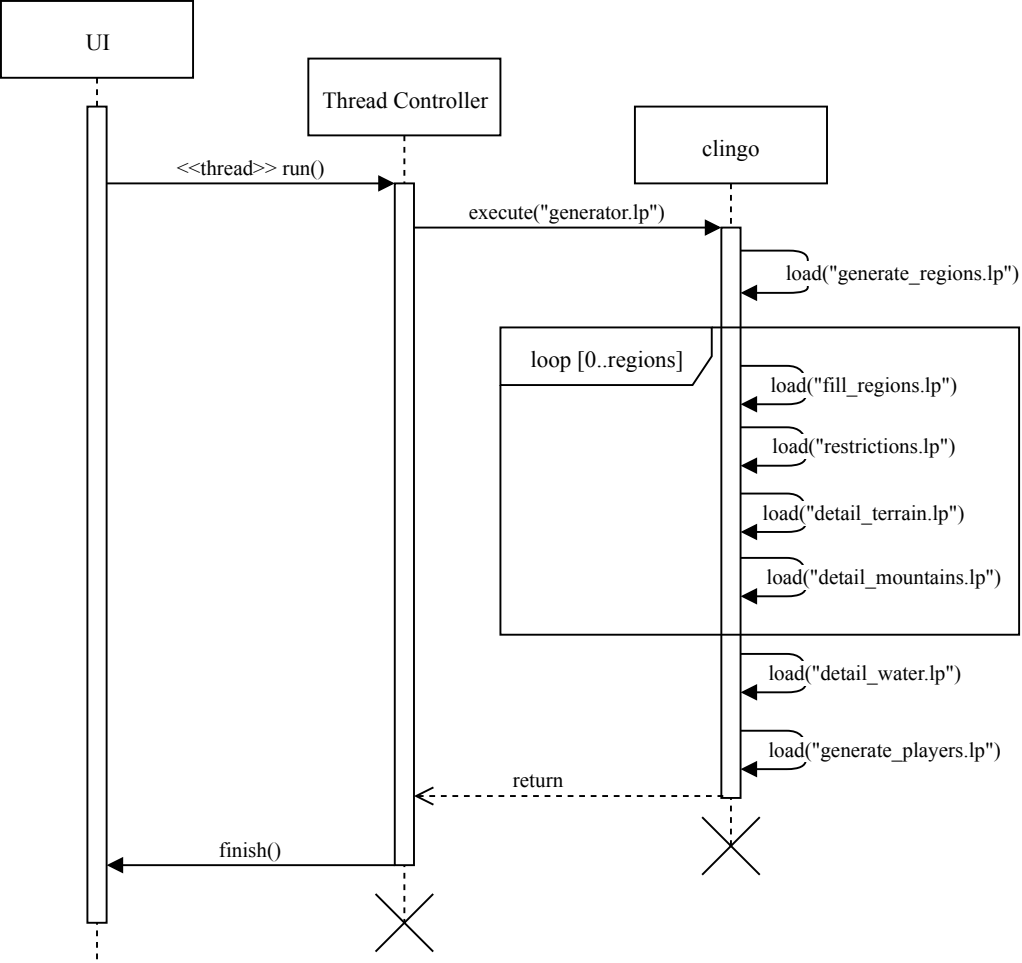 UI
Thread Controller
clingo
<<thread>> run()
execute("generator.lp")
load("generate_regions.lp")
loop [0..regions]
load("fill_regions.lp")
load("restrictions.lp")
load("detail_terrain.lp")
load("detail_mountains.lp")
load("detail_water.lp")
load("generate_players.lp")
return
finish()